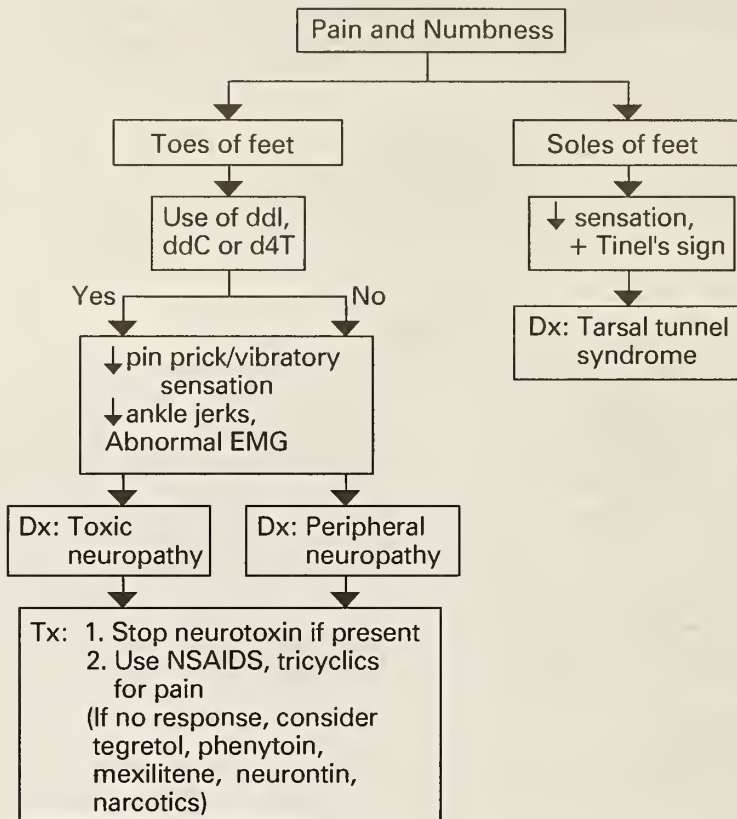 Pain and Numbness
Toes of feet
Soles of feet
Use of ddI,
ddC or d4T
↓ sensation,
+ Tinel's sign
Yes
No
Dx: Tarsal tunnel
syndrome
↓ pin prick/vibratory
sensation
↓ ankle jerks,
Abnormal EMG
Dx: Toxic
neuropathy
Dx: Peripheral
neuropathy
Tx: 1. Stop neurotoxin if present
2. Use NSAIDS, tricyclics
for pain
(If no response, consider
tegretol, phenytoin,
mexilitene, neurontin,
narcotics)